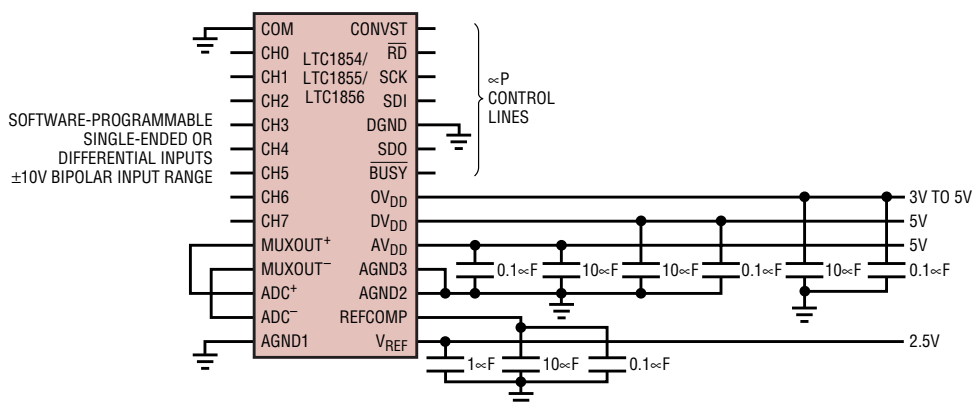 COM
CH0
CH1
CH2
CH3
CH4
CH5
CH6
CH7
MUXOUT+
MUXOUT–
ADC+
ADC–
AGND1
LTC1854/
LTC1855/
LTC1856
CONVST
RD
SCK
SDI
DGND
SDO
BUSY
OVDD
DVDD
AVDD
AGND3
AGND2
REFCOMP
VREF
SOFTWARE-PROGRAMMABLE
SINGLE-ENDED OR
DIFFERENTIAL INPUTS
±10V BIPOLAR INPUT RANGE
∝P
CONTROL
LINES
3V TO 5V
5V
5V
0.1∝F
10∝F
10∝F
0.1∝F
10∝F
0.1∝F
2.5V
1∝F
10∝F
0.1∝F